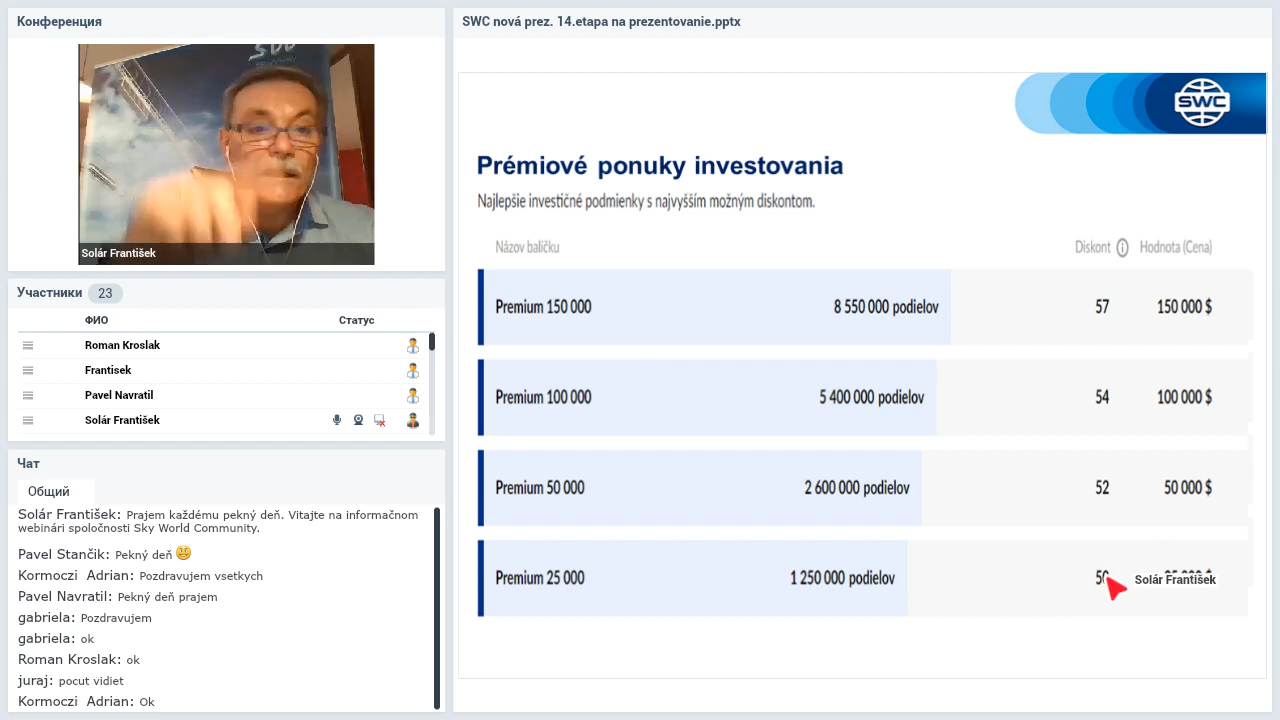 Конференция
Solár František
Участники 23
ФИО Статус
Roman Kroslak
Frantisek
Pavel Navratil
Solár František
Чат
Общий
Solár František: Prajem každému pekný deň. Vitajte na informačnom
webinári spoločnosti Sky World Community.
Pavel Stančik: Pekný deň
Kormoczi Adrian: Pozdravujem vsetkych
Pavel Navratil: Pekný deň prajem
gabriela: Pozdravujem
gabriela: ok
Roman Kroslak: ok
juraj: pocut vidiet
Kormoczi Adrian: Ok
SWC nová prez. 14.etapa na prezentovanie.pptx
SWC
Prémiové ponuky investovania
Najlepšie investičné podmienky s najvyšším možným diskontom.
Názov balíčku Diskont Hodnota (Cena)
Premium 150 000 8 550 000 podielov 57 150 000 $
Premium 100 000 5 400 000 podielov 54 100 000 $
Premium 50 000 2 600 000 podielov 52 50 000 $
Premium 25 000 1 250 000 podielov 50
Solár František